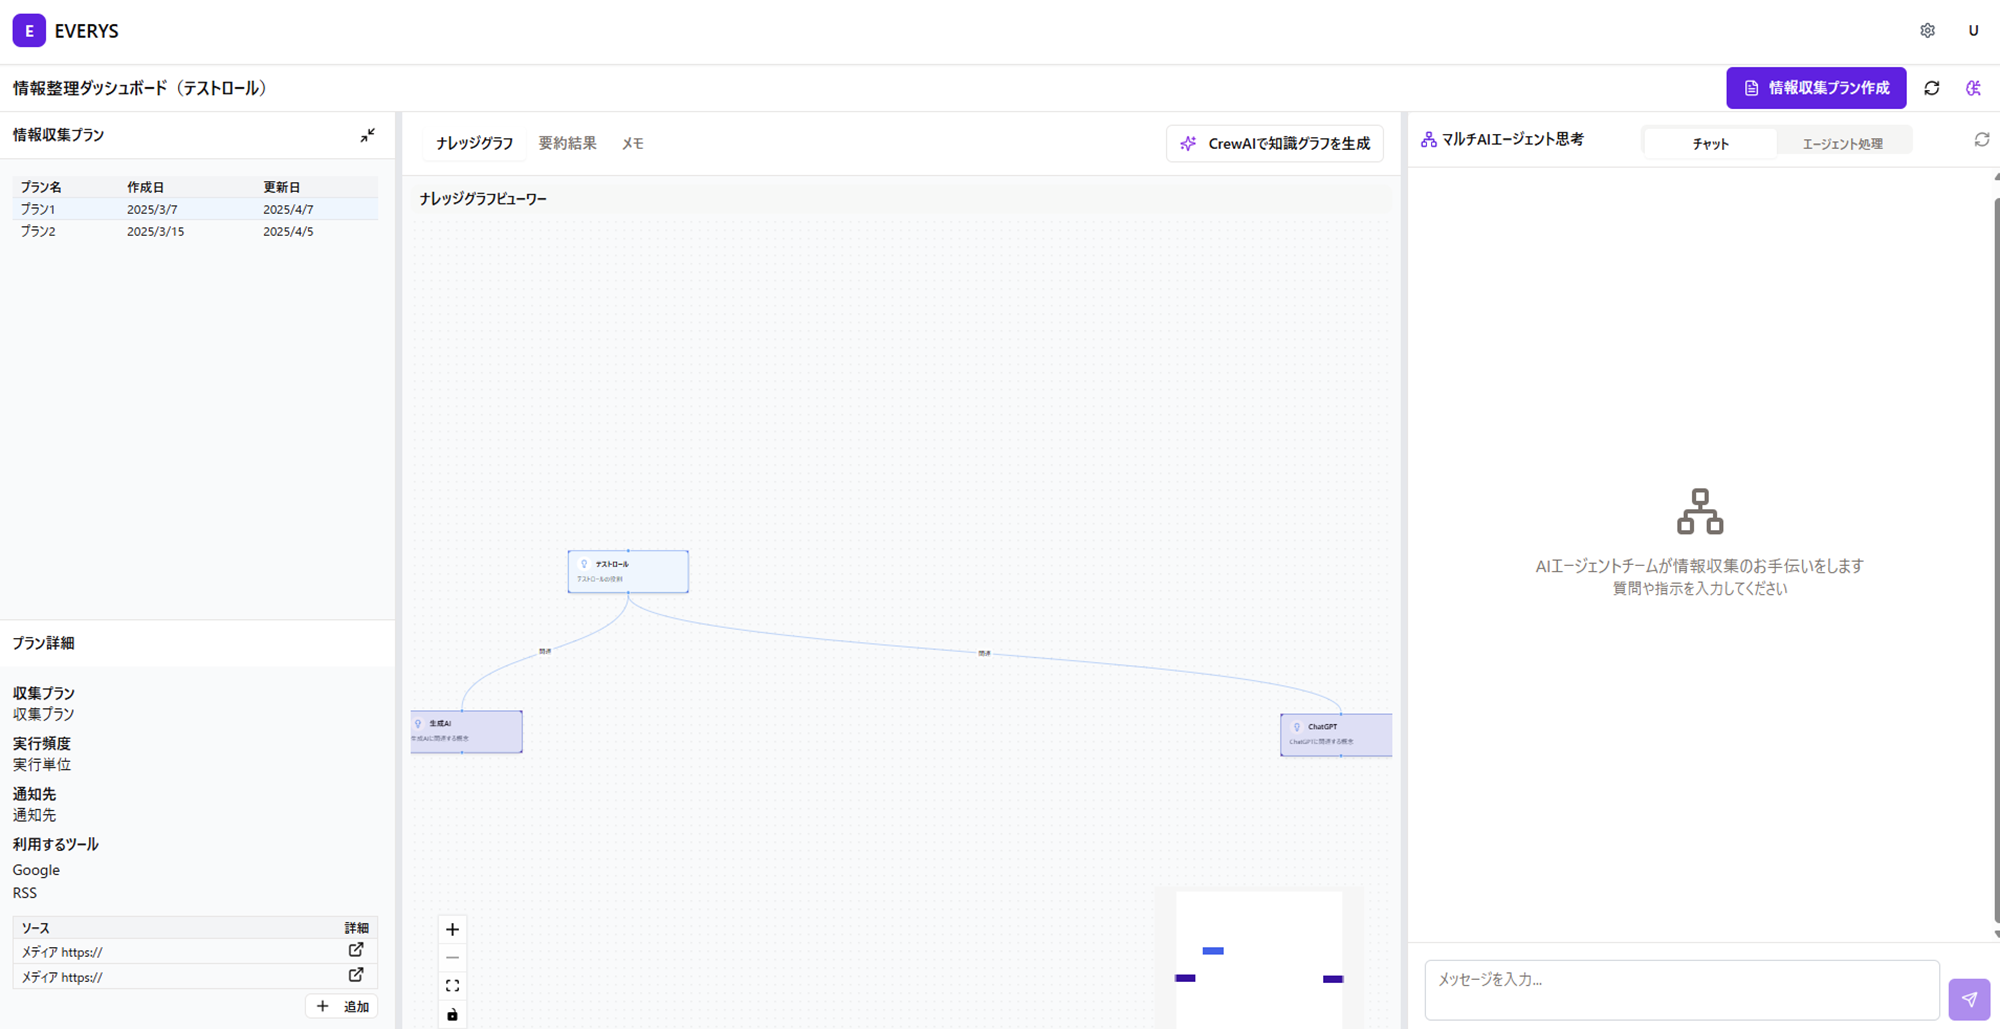 E EVERYS
U
情報整理ダッシュボード（テストロール）
情報収集プラン作成
情報収集プラン
プラン名 作成日 更新日
プラン1 2025/3/7 2025/4/7
プラン2 2025/3/15 2025/4/5
プラン詳細
収集プラン
収集プラン
実行頻度
実行単位
通知先
通知先
利用するツール
Google
RSS
ソース 詳細
メディア https://
メディア https://
追加
ナレッジグラフ 要約結果 メモ
CrewAIで知識グラフを生成
ナレッジグラフビューワー
テストロール
テストロールの役割
関連
関連
生成AI
生成AIに関連する概念
ChatGPT
ChatGPTに関連する概念
マルチAIエージェント思考
チャット エージェント処理
AIエージェントチームが情報収集のお手伝いをします
質問や指示を入力してください
メッセージを入力...